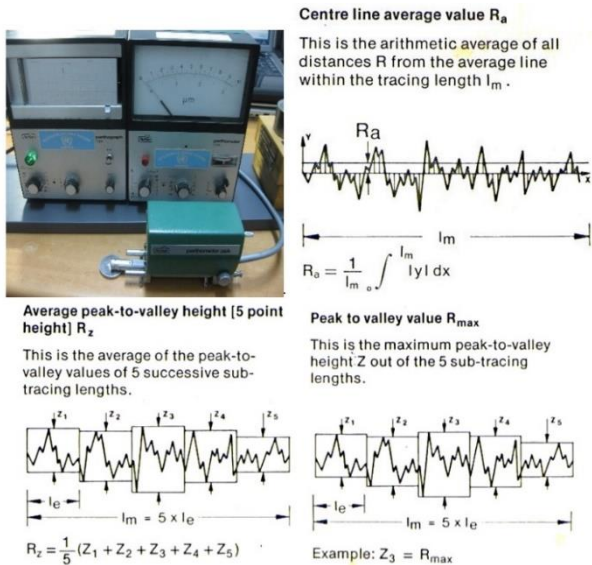 Centre line average value Ra
This is the arithmetic average of all
distances R from the average line
within the tracing length lm.
Y
Ra
X
lm
Ra = 1/lm ∫₀^lm |y| dx
Average peak-to-valley height [5 point
height] Rz
This is the average of the peak-to-
valley values of 5 successive sub-
tracing lengths.
Z1 Z2 Z3 Z4 Z5
le
lm = 5 x le
Rz = 1/5 (Z1 + Z2 + Z3 + Z4 + Z5)
Peak to valley value Rmax
This is the maximum peak-to-valley
height Z out of the 5 sub-tracing
lengths.
Z1 Z2 Z3 Z4 Z5
le
lm = 5 x le
Example: Z3 = Rmax